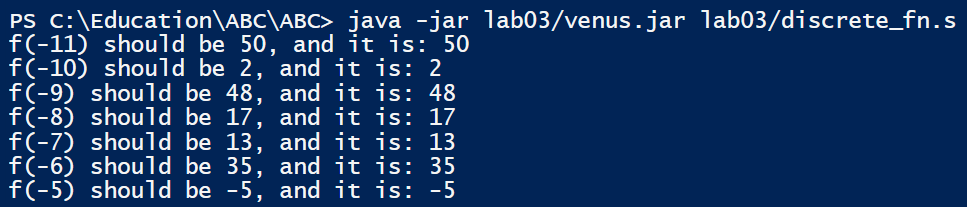 PS C:\Education\ABC\ABC> java -jar lab03/venus.jar lab03/discrete_fn.s
f(-11) should be 50, and it is: 50
f(-10) should be 2, and it is: 2
f(-9) should be 48, and it is: 48
f(-8) should be 17, and it is: 17
f(-7) should be 13, and it is: 13
f(-6) should be 35, and it is: 35
f(-5) should be -5, and it is: -5